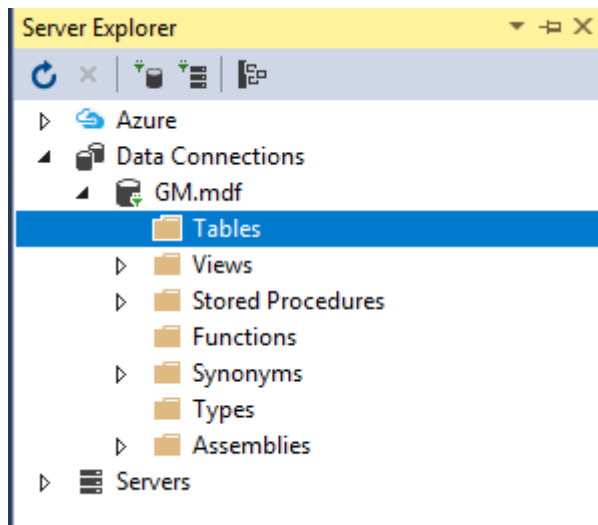 Server Explorer
Azure
Data Connections
GM.mdf
Tables
Views
Stored Procedures
Functions
Synonyms
Types
Assemblies
Servers